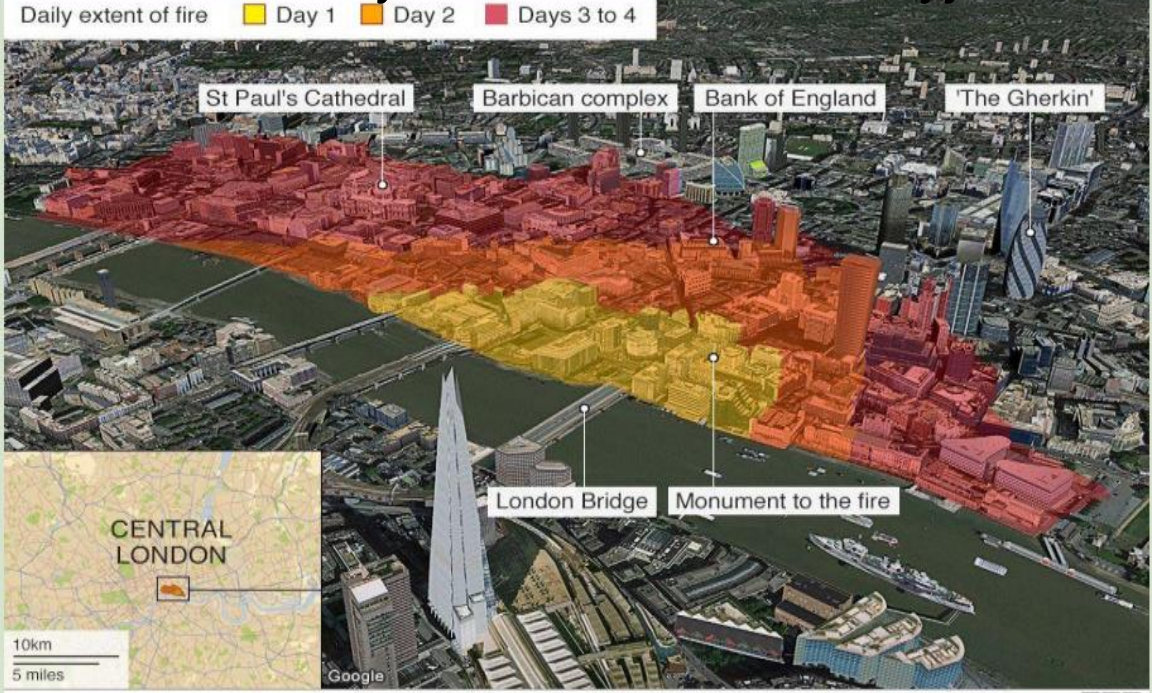 Daily extent of fire
Day 1
Day 2
Days 3 to 4
St Paul's Cathedral
Barbican complex
Bank of England
'The Gherkin'
London Bridge
Monument to the fire
CENTRAL
LONDON
10km
5 miles
Google